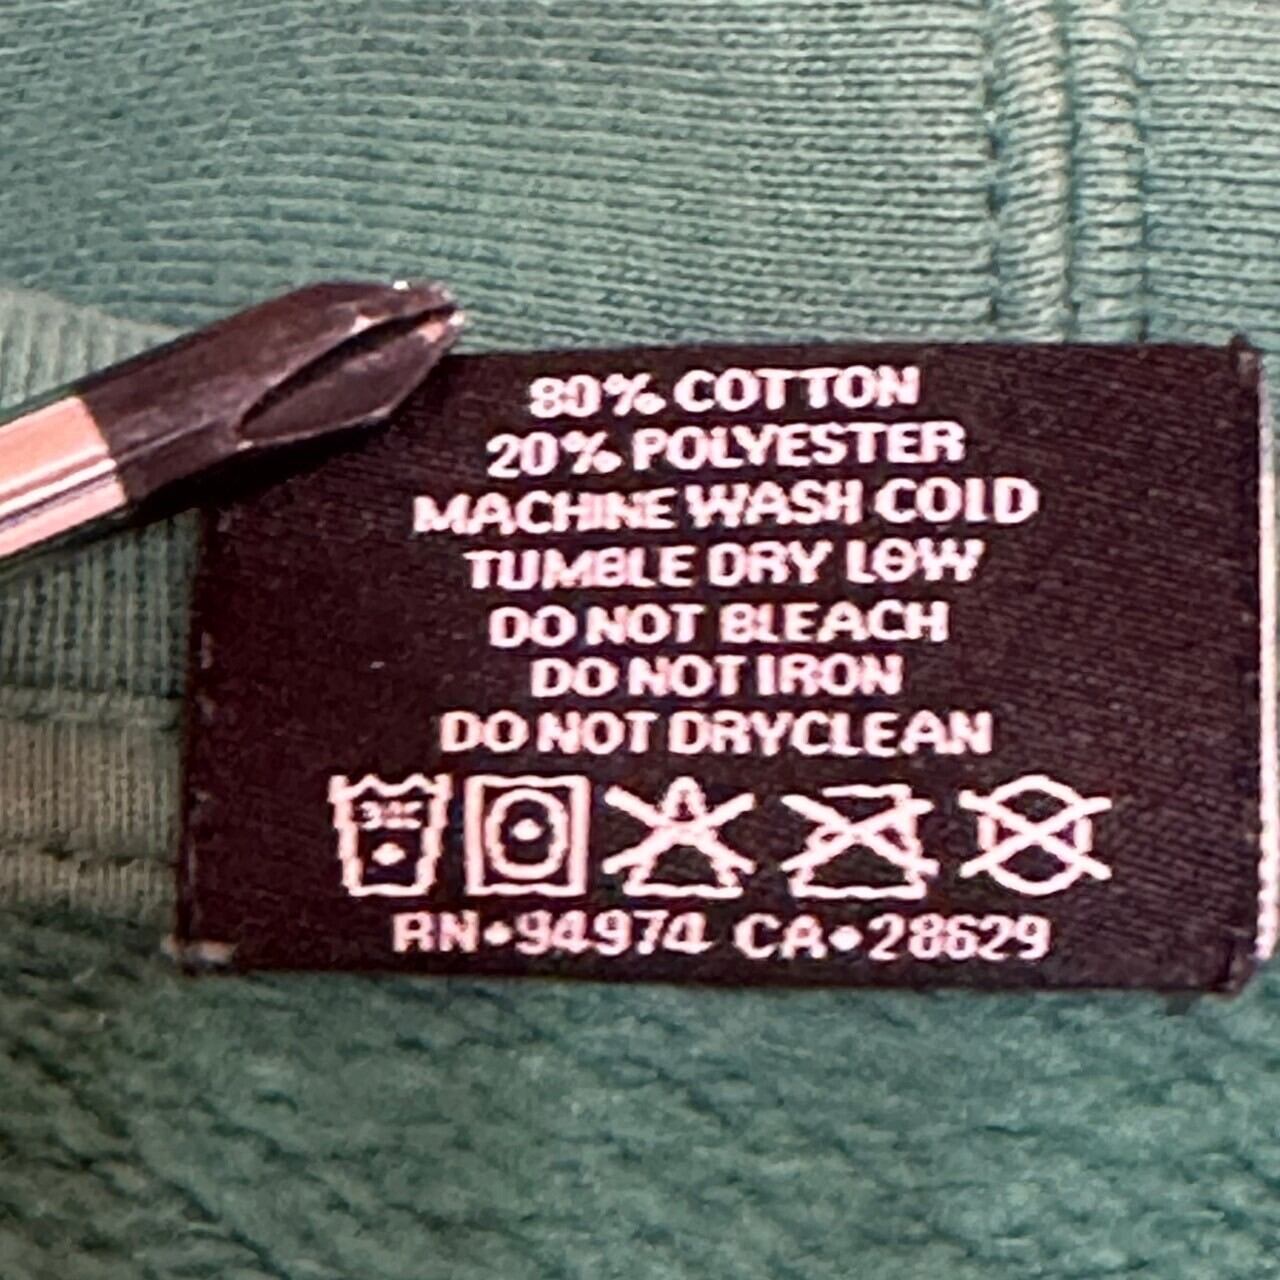 80% COTTON
20% POLYESTER
MACHINE WASH COLD
TUMBLE DRY LOW
DO NOT BLEACH
DO NOT IRON
DO NOT DRYCLEAN
RN•94974 CA•28629